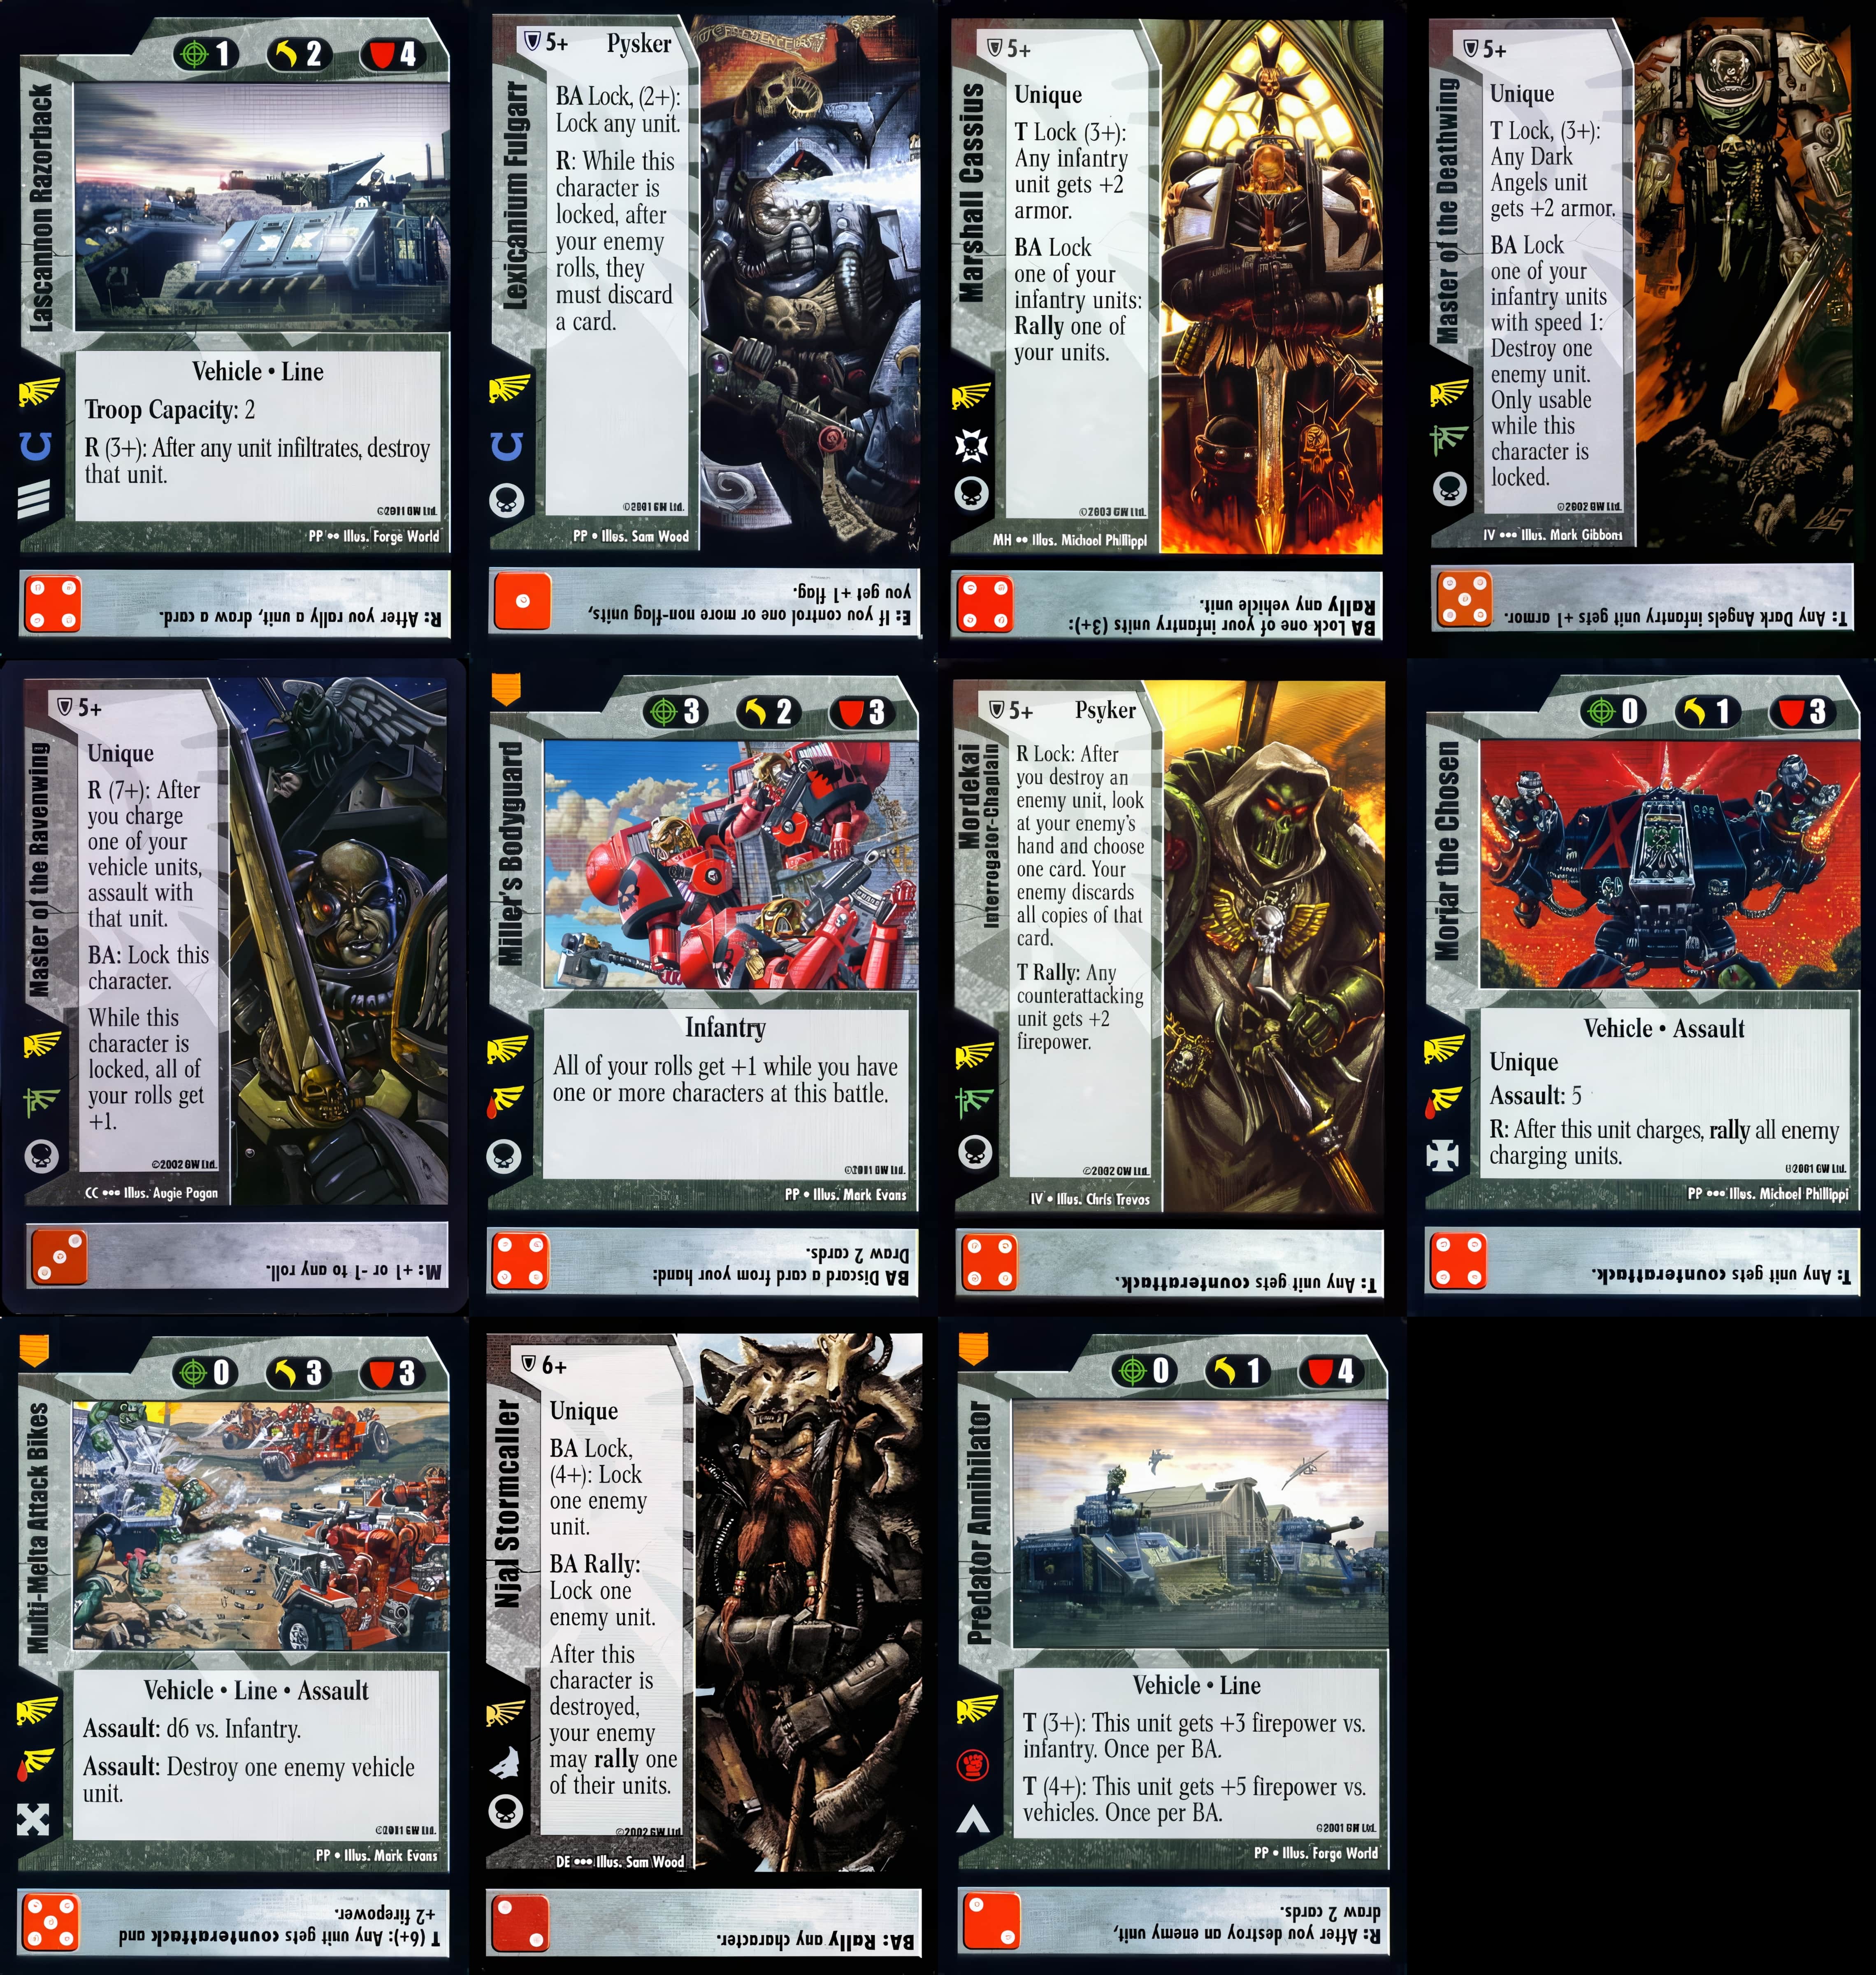 1 2 4
Lascannon Razorback
Vehicle • Line
Troop Capacity: 2
R (3+): After any unit infiltrates, destroy
that unit.
PP •• Illus. Forge World
R: After you rally a unit, draw a card.
5+ Pysker
Lexicanium Fulgarr
BA Lock, (2+):
Lock any unit.
R: While this
character is
locked, after
your enemy
rolls, they
must discard
a card.
©2001 GW Ltd.
PP • Illus. Sam Wood
E: If you control one or more non-flag units,
you get +1 flag.
5+
Marshall Cassius
Unique
T Lock (3+):
Any infantry
unit gets +2
armor.
BA Lock
one of your
infantry units:
Rally one of
your units.
©2003 GW Ltd.
MH •• Illus. Michael Phillippi
BA Lock one of your infantry units (3+):
Rally any vehicle unit.
5+
Master of the Deathwing
Unique
T Lock, (3+):
Any Dark
Angels unit
gets +2 armor.
BA Lock
one of your
infantry units
with speed 1:
Destroy one
enemy unit.
Only usable
while this
character is
locked.
©2002 GW Ltd.
IV ••• Illus. Mark Gibbons
T: Any Dark Angels infantry unit gets +1 armor.
5+
Master of the Ravenwing
Unique
R (7+): After
you charge
one of your
vehicle units,
assault with
that unit.
BA: Lock this
character.
While this
character is
locked, all of
your rolls get
+1.
©2002 GW Ltd.
CC ••• Illus. Augie Pagan
M: +1 or -1 to any roll.
3 2 3
Miller's Bodyguard
Infantry
All of your rolls get +1 while you have
one or more characters at this battle.
PP • Illus. Mark Evans
BA Discard a card from your hand:
Draw 2 cards.
5+ Psyker
Mordekai
Interrogator-Chaplain
R Lock: After
you destroy an
enemy unit, look
at your enemy's
hand and choose
one card. Your
enemy discards
all copies of that
card.
T Rally: Any
counterattacking
unit gets +2
firepower.
©2002 GW Ltd.
IV • Illus. Chris Trevas
T: Any unit gets counterattack.
0 1 3
Moriar the Chosen
Vehicle • Assault
Unique
Assault: 5
R: After this unit charges, rally all enemy
charging units.
©2001 GW Ltd.
PP ••• Illus. Michael Phillippi
T: Any unit gets counterattack.
0 3 3
Multi-Melta Attack Bikes
Vehicle • Line • Assault
Assault: d6 vs. Infantry.
Assault: Destroy one enemy vehicle
unit.
PP • Illus. Mark Evans
T (6+): Any unit gets counterattack and
+2 firepower.
6+
Njal Stormcaller
Unique
BA Lock,
(4+): Lock
one enemy
unit.
BA Rally:
Lock one
enemy unit.
After this
character is
destroyed,
your enemy
may rally one
of their units.
©2002 GW Ltd
DE ••• Illus. Sam Wood
BA: Rally any character.
0 1 4
Predator Annihilator
Vehicle • Line
T (3+): This unit gets +3 firepower vs.
infantry. Once per BA.
T (4+): This unit gets +5 firepower vs.
vehicles. Once per BA.
©2001 GW Ltd.
PP • Illus. Forge World
R: After you destroy an enemy unit,
draw 2 cards.